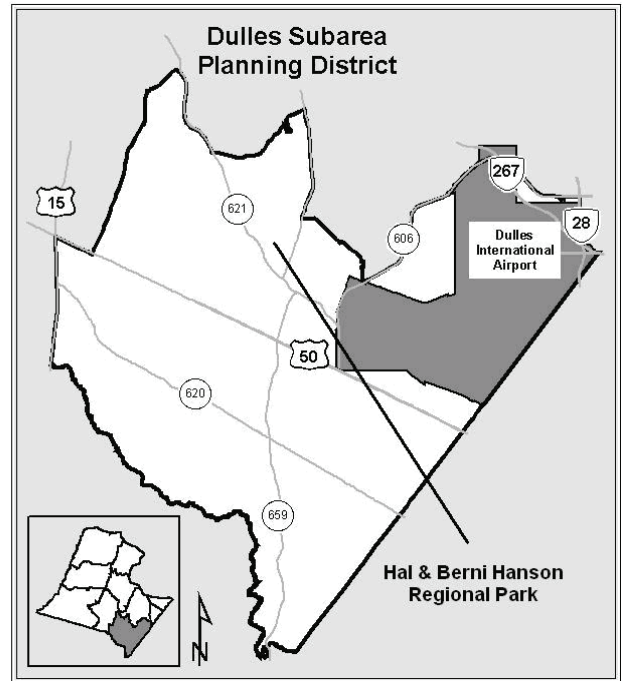 Dulles Subarea
Planning District
267
15
621
28
606
Dulles
International
Airport
50
620
659
Hal & Berni Hanson
Regional Park
N